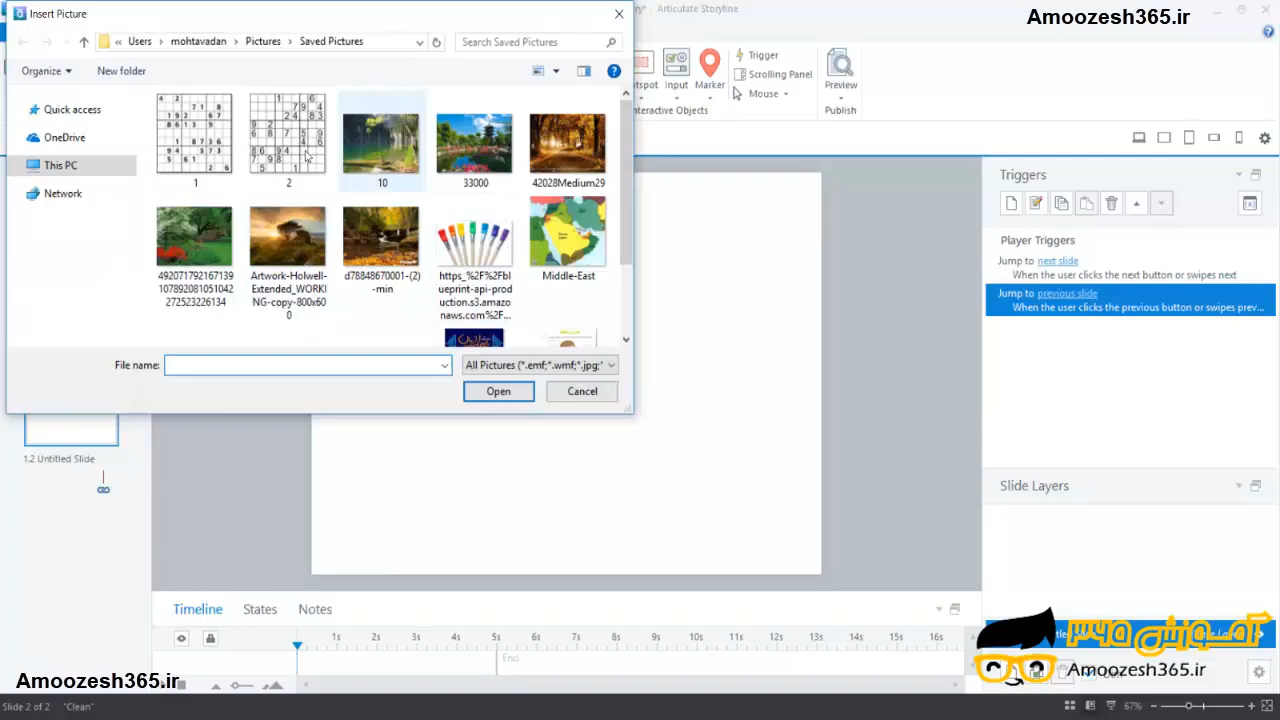 Insert Picture
Articulate Storyline
Amoozesh365.ir
« Users › mohtavadan › Pictures › Saved Pictures
Search Saved Pictures
Organize
New folder
Quick access
OneDrive
This PC
Network
1
2
10
33000
42028Medium29
492071792167139
107892081051042
272523226134
Artwork-Holwell-
Extended_WORKI
NG-copy-800x60
0
d78848670001-(2)
-min
https_%2F%2Fbl
ueprint-api-pro
duction.s3.amazo
naws.com%2F...
Middle-East
File name:
All Pictures (*.emf;*.wmf;*.jpg;*
Open
Cancel
Input
Marker
Trigger
Scrolling Panel
Mouse
Preview
Publish
Triggers
Player Triggers
Jump to next slide
When the user clicks the next button or swipes next
Jump to previous slide
When the user clicks the previous button or swipes prev...
1.2 Untitled Slide
Slide Layers
Timeline
States
Notes
1s 2s 3s 4s 5s 6s 7s 8s 9s 10s 11s 12s 13s 14s 15s 16s
End
آموزش ۳۶۵
Amoozesh365.ir
Amoozesh365.ir
Slide 2 of 2
"Clean"
67%